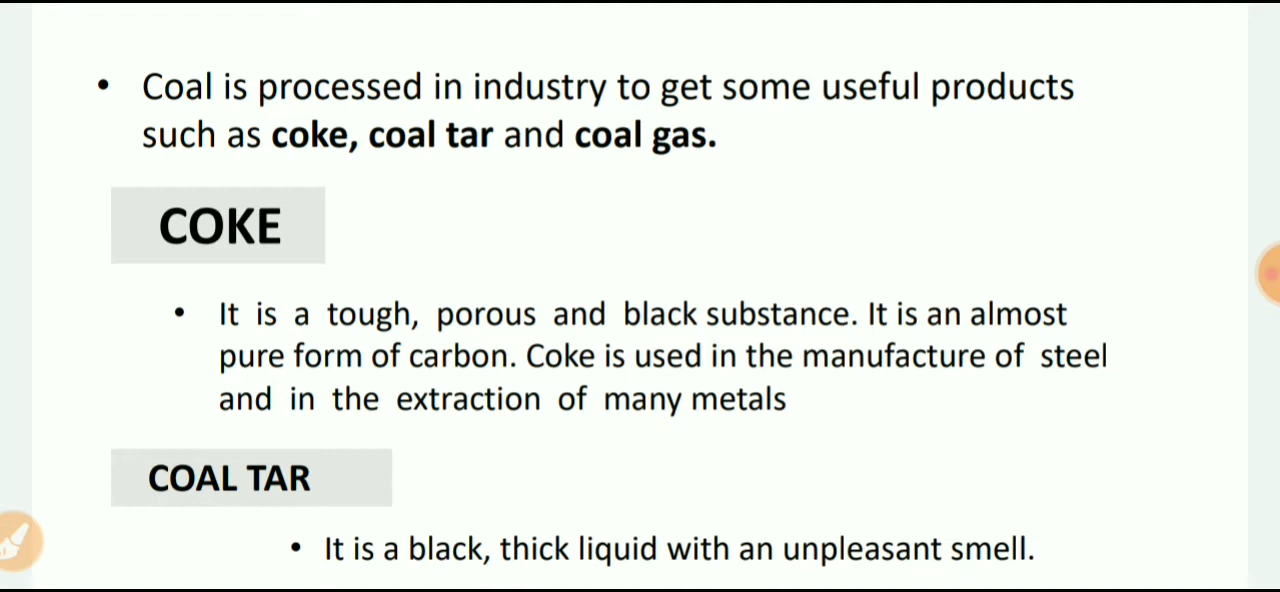 • Coal is processed in industry to get some useful products
such as coke, coal tar and coal gas.
COKE
• It is a tough, porous and black substance. It is an almost
pure form of carbon. Coke is used in the manufacture of steel
and in the extraction of many metals
COAL TAR
• It is a black, thick liquid with an unpleasant smell.